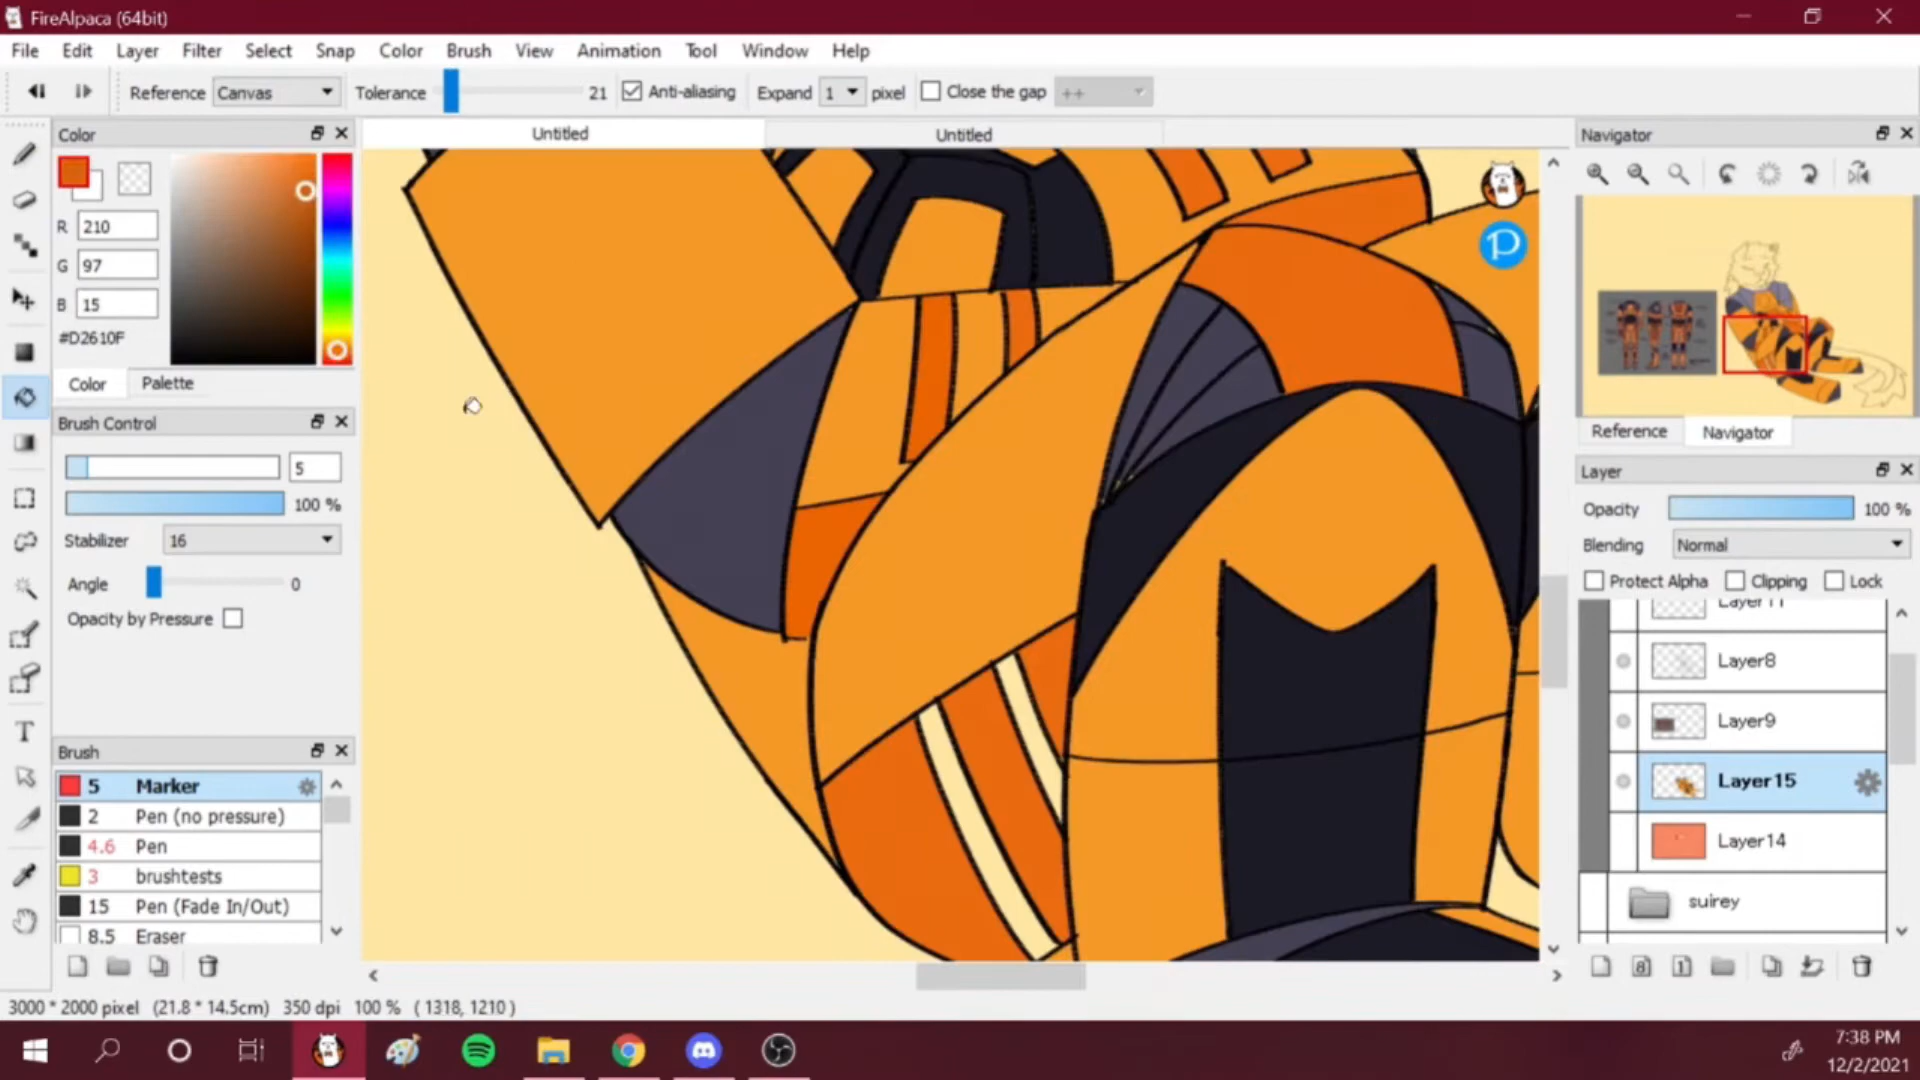 FireAlpaca (64bit)
File Edit Layer Filter Select Snap Color Brush View Animation Tool Window Help
Reference Canvas Tolerance 21 Anti-aliasing Expand 1 pixel Close the gap ++
Color
Untitled Untitled
Navigator
R 210
G 97
B 15
#D2610F
Color Palette
Brush Control
5
100 %
Stabilizer 16
Angle 0
Opacity by Pressure
Brush
5 Marker
2 Pen (no pressure)
4.6 Pen
3 brushtests
15 Pen (Fade In/Out)
8.5 Eraser
P
Reference Navigator
Layer
Opacity 100 %
Blending Normal
Protect Alpha Clipping Lock
Layer11
Layer8
Layer9
Layer15
Layer14
suirey
8 1
T
3000 * 2000 pixel (21.8 * 14.5cm) 350 dpi 100 % ( 1318, 1210 )
7:38 PM
12/2/2021